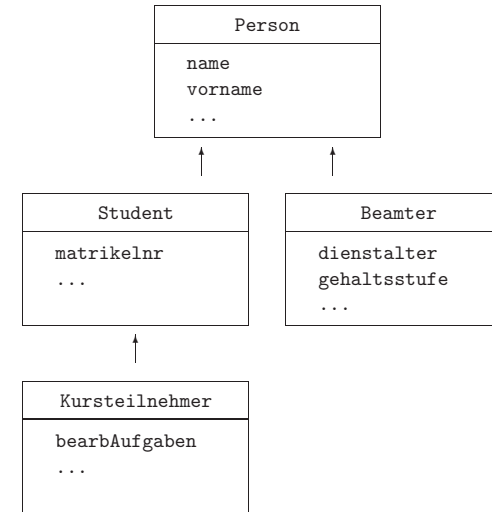 Person
name
vorname
...
Student
matrikelnr
...
Beamter
dienstalter
gehaltsstufe
...
Kursteilnehmer
bearbAufgaben
...